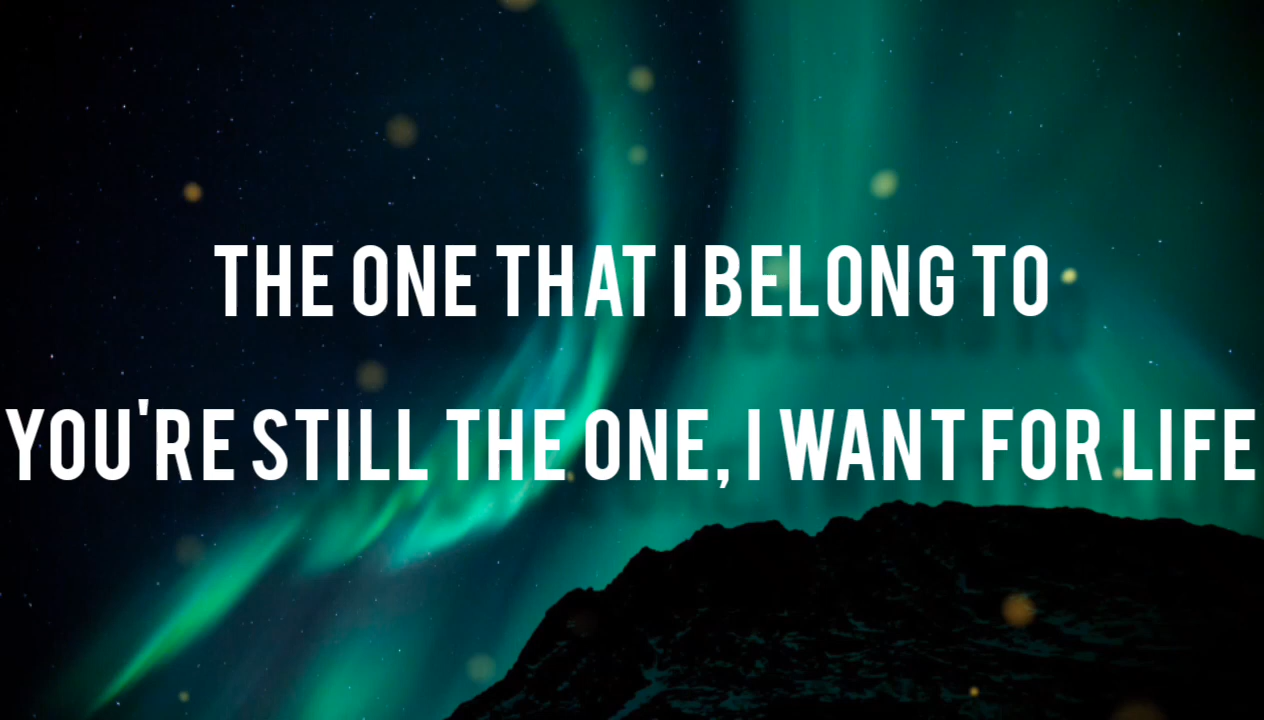 THE ONE THAT I BELONG TO
YOU'RE STILL THE ONE, I WANT FOR LIFE